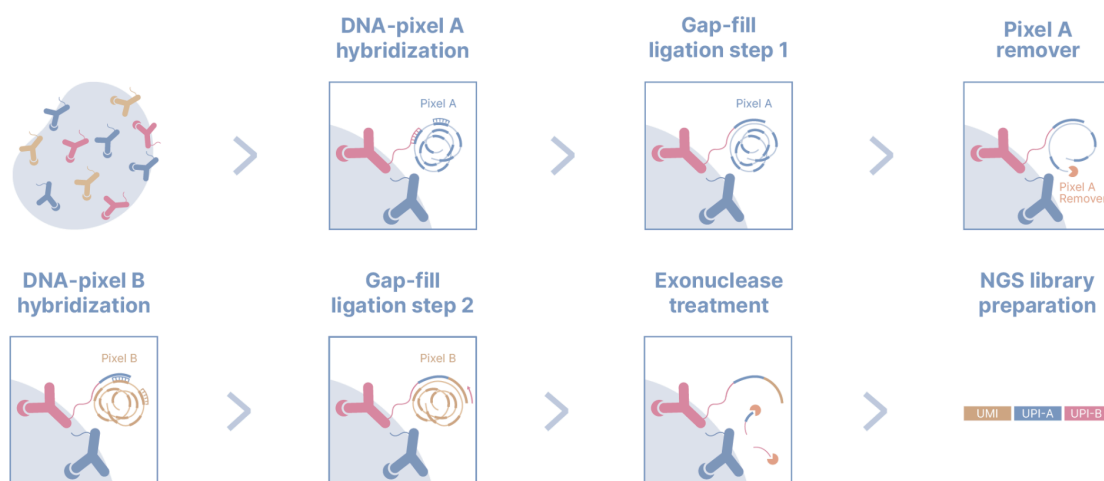 DNA-pixel A
hybridization
Gap-fill
ligation step 1
Pixel A
remover
Pixel A
Pixel A
Pixel A
Remover
DNA-pixel B
hybridization
Gap-fill
ligation step 2
Exonuclease
treatment
NGS library
preparation
Pixel B
Pixel B
UMI UPI-A UPI-B